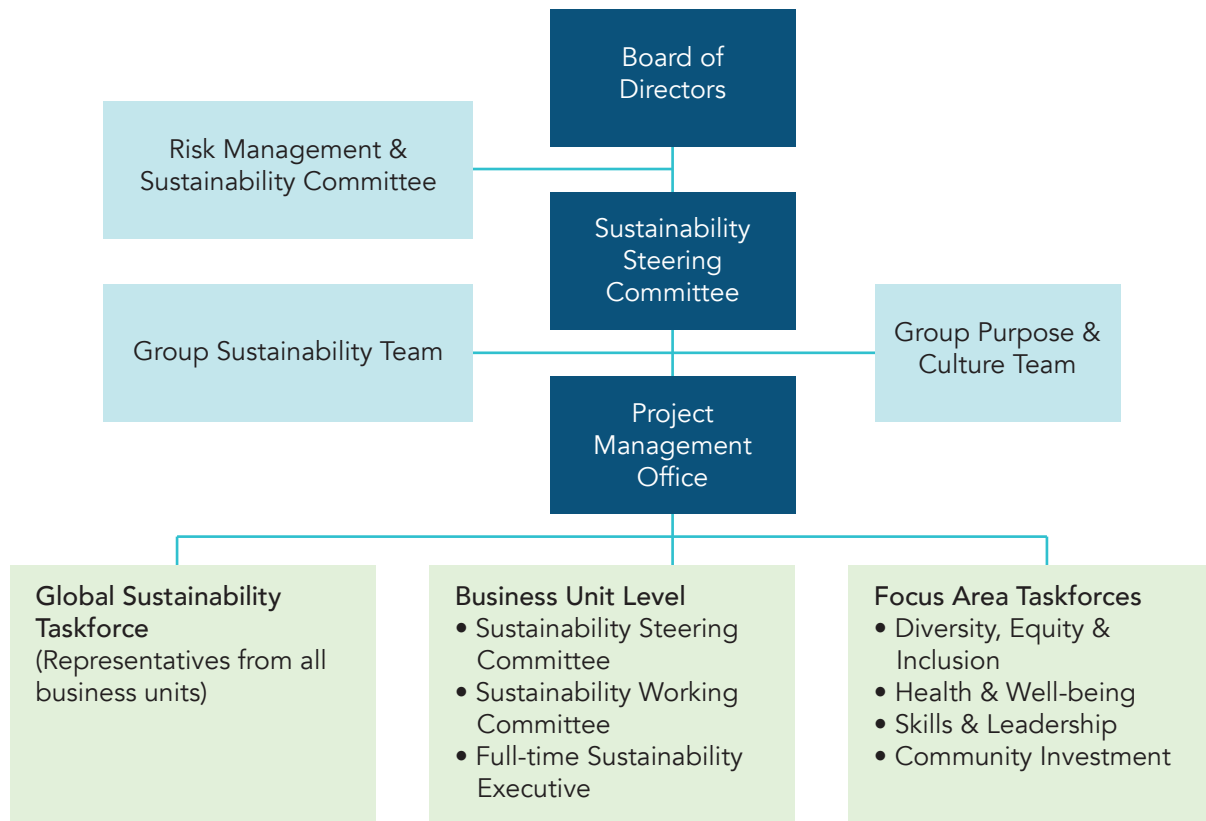 Board of
Directors
Risk Management &
Sustainability Committee
Sustainability
Steering
Committee
Group Sustainability Team
Group Purpose &
Culture Team
Project
Management
Office
Global Sustainability
Taskforce
(Representatives from all
business units)
Business Unit Level
• Sustainability Steering
Committee
• Sustainability Working
Committee
• Full-time Sustainability
Executive
Focus Area Taskforces
• Diversity, Equity &
Inclusion
• Health & Well-being
• Skills & Leadership
• Community Investment